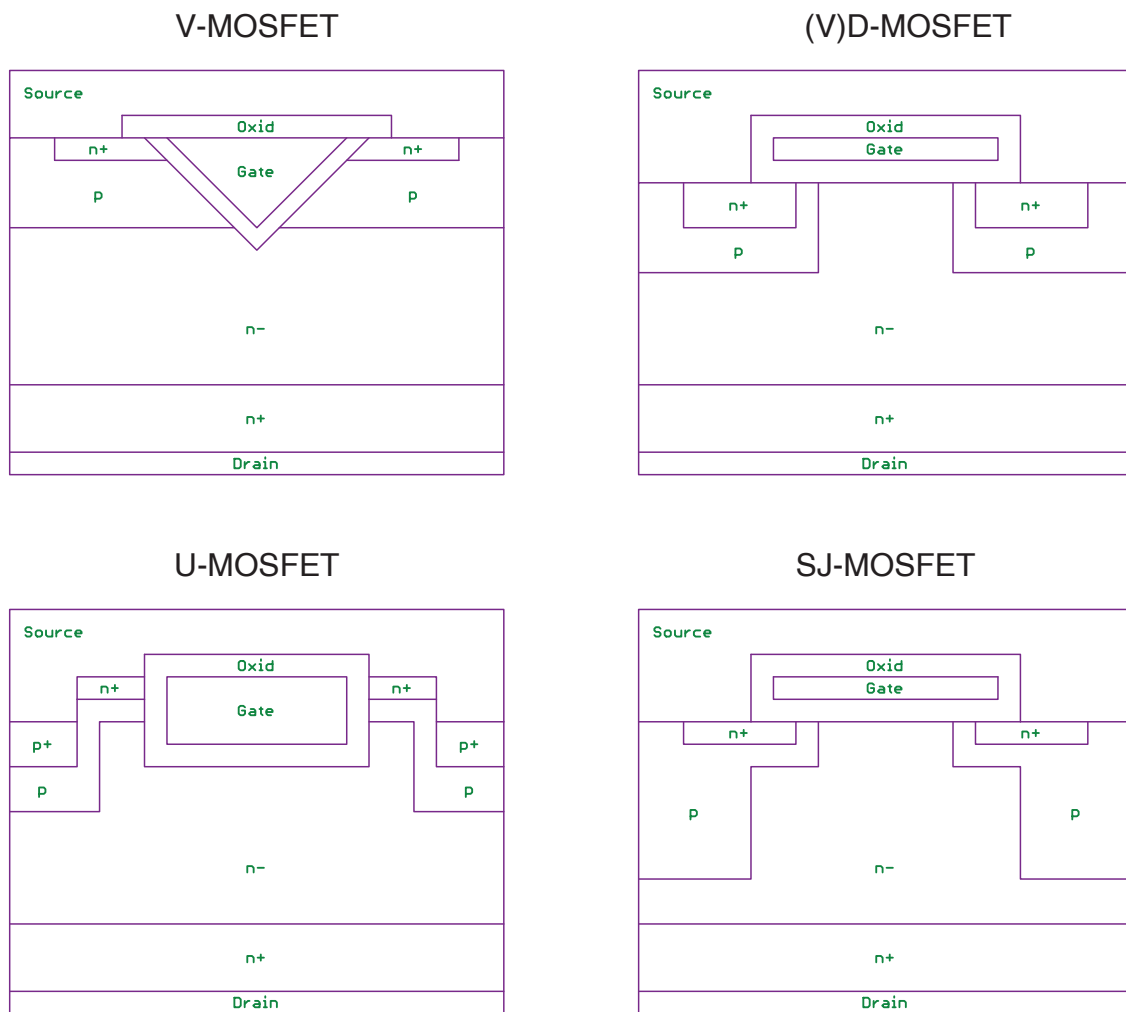 V-MOSFET
Source
Oxid
n+
n+
Gate
p
p
n-
n+
Drain
(V)D-MOSFET
Source
Oxid
Gate
n+
n+
p
p
n-
n+
Drain
U-MOSFET
Source
Oxid
n+
n+
Gate
p+
p+
p
p
n-
n+
Drain
SJ-MOSFET
Source
Oxid
Gate
n+
n+
p
p
n-
n+
Drain